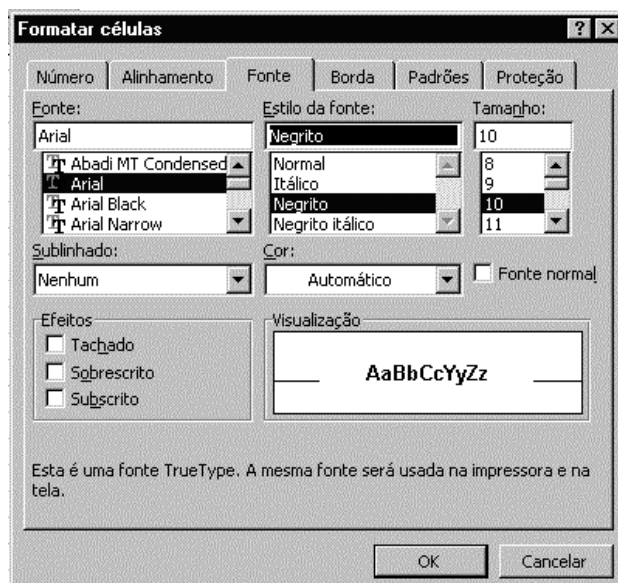 Formatar células
Número Alinhamento Fonte Borda Padrões Proteção
Fonte: Estilo da fonte: Tamanho:
Arial Negrito 10
Abadi MT Condensed Normal 8
Arial Itálico 9
Arial Black Negrito 10
Arial Narrow Negrito itálico 11
Sublinhado: Cor:
Nenhum Automático Fonte normal
Efeitos Visualização
Tachado
Sobrescrito
Subscrito
AaBbCcYyZz
Esta é uma fonte TrueType. A mesma fonte será usada na impressora e na
tela.
OK Cancelar